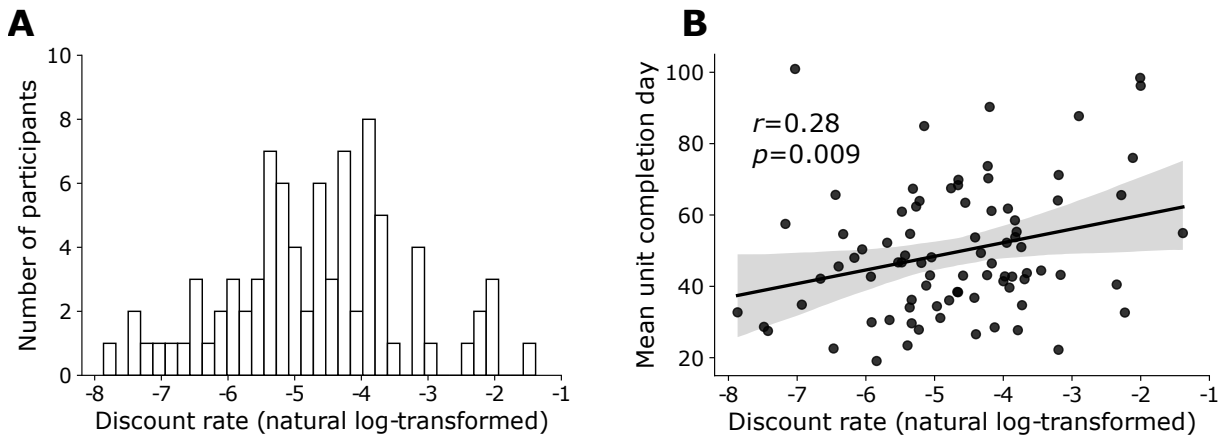 A
10
8
6
4
2
0
Number of participants
-8 -7 -6 -5 -4 -3 -2 -1
Discount rate (natural log-transformed)
B
100
80
60
40
20
Mean unit completion day
r=0.28
p=0.009
-8 -7 -6 -5 -4 -3 -2 -1
Discount rate (natural log-transformed)